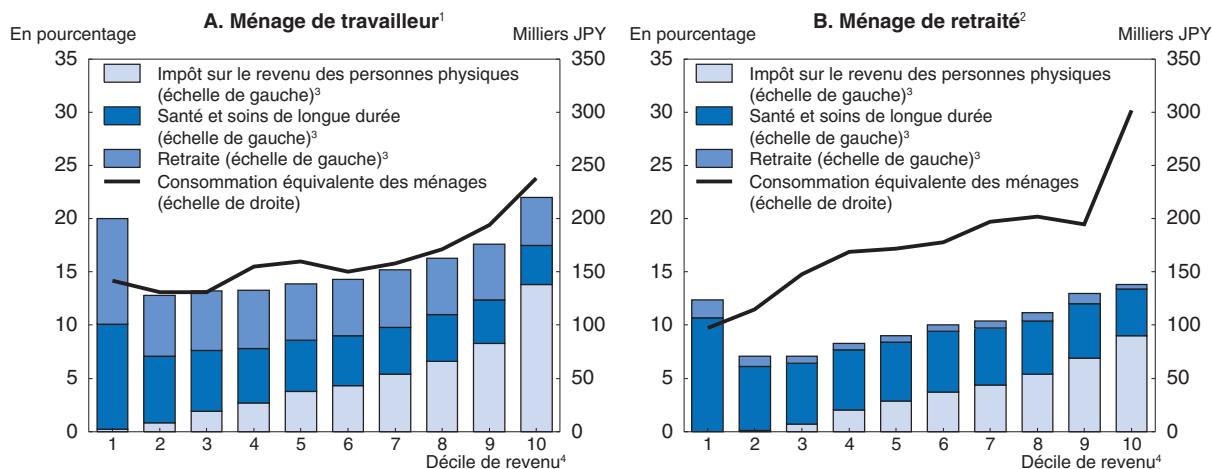 A. Ménage de travailleur¹
En pourcentage
Milliers JPY
35
30
25
20
15
10
5
0
350
300
250
200
150
100
50
0
Impôt sur le revenu des personnes physiques
(échelle de gauche)³
Santé et soins de longue durée
(échelle de gauche)³
Retraite (échelle de gauche)³
Consommation équivalente des ménages
(échelle de droite)
1 2 3 4 5 6 7 8 9 10
Décile de revenu⁴
B. Ménage de retraité²
En pourcentage
Milliers JPY
35
30
25
20
15
10
5
0
350
300
250
200
150
100
50
0
Impôt sur le revenu des personnes physiques
(échelle de gauche)³
Santé et soins de longue durée
(échelle de gauche)³
Retraite (échelle de gauche)³
Consommation équivalente des ménages
(échelle de droite)
1 2 3 4 5 6 7 8 9 10
Décile de revenu⁴